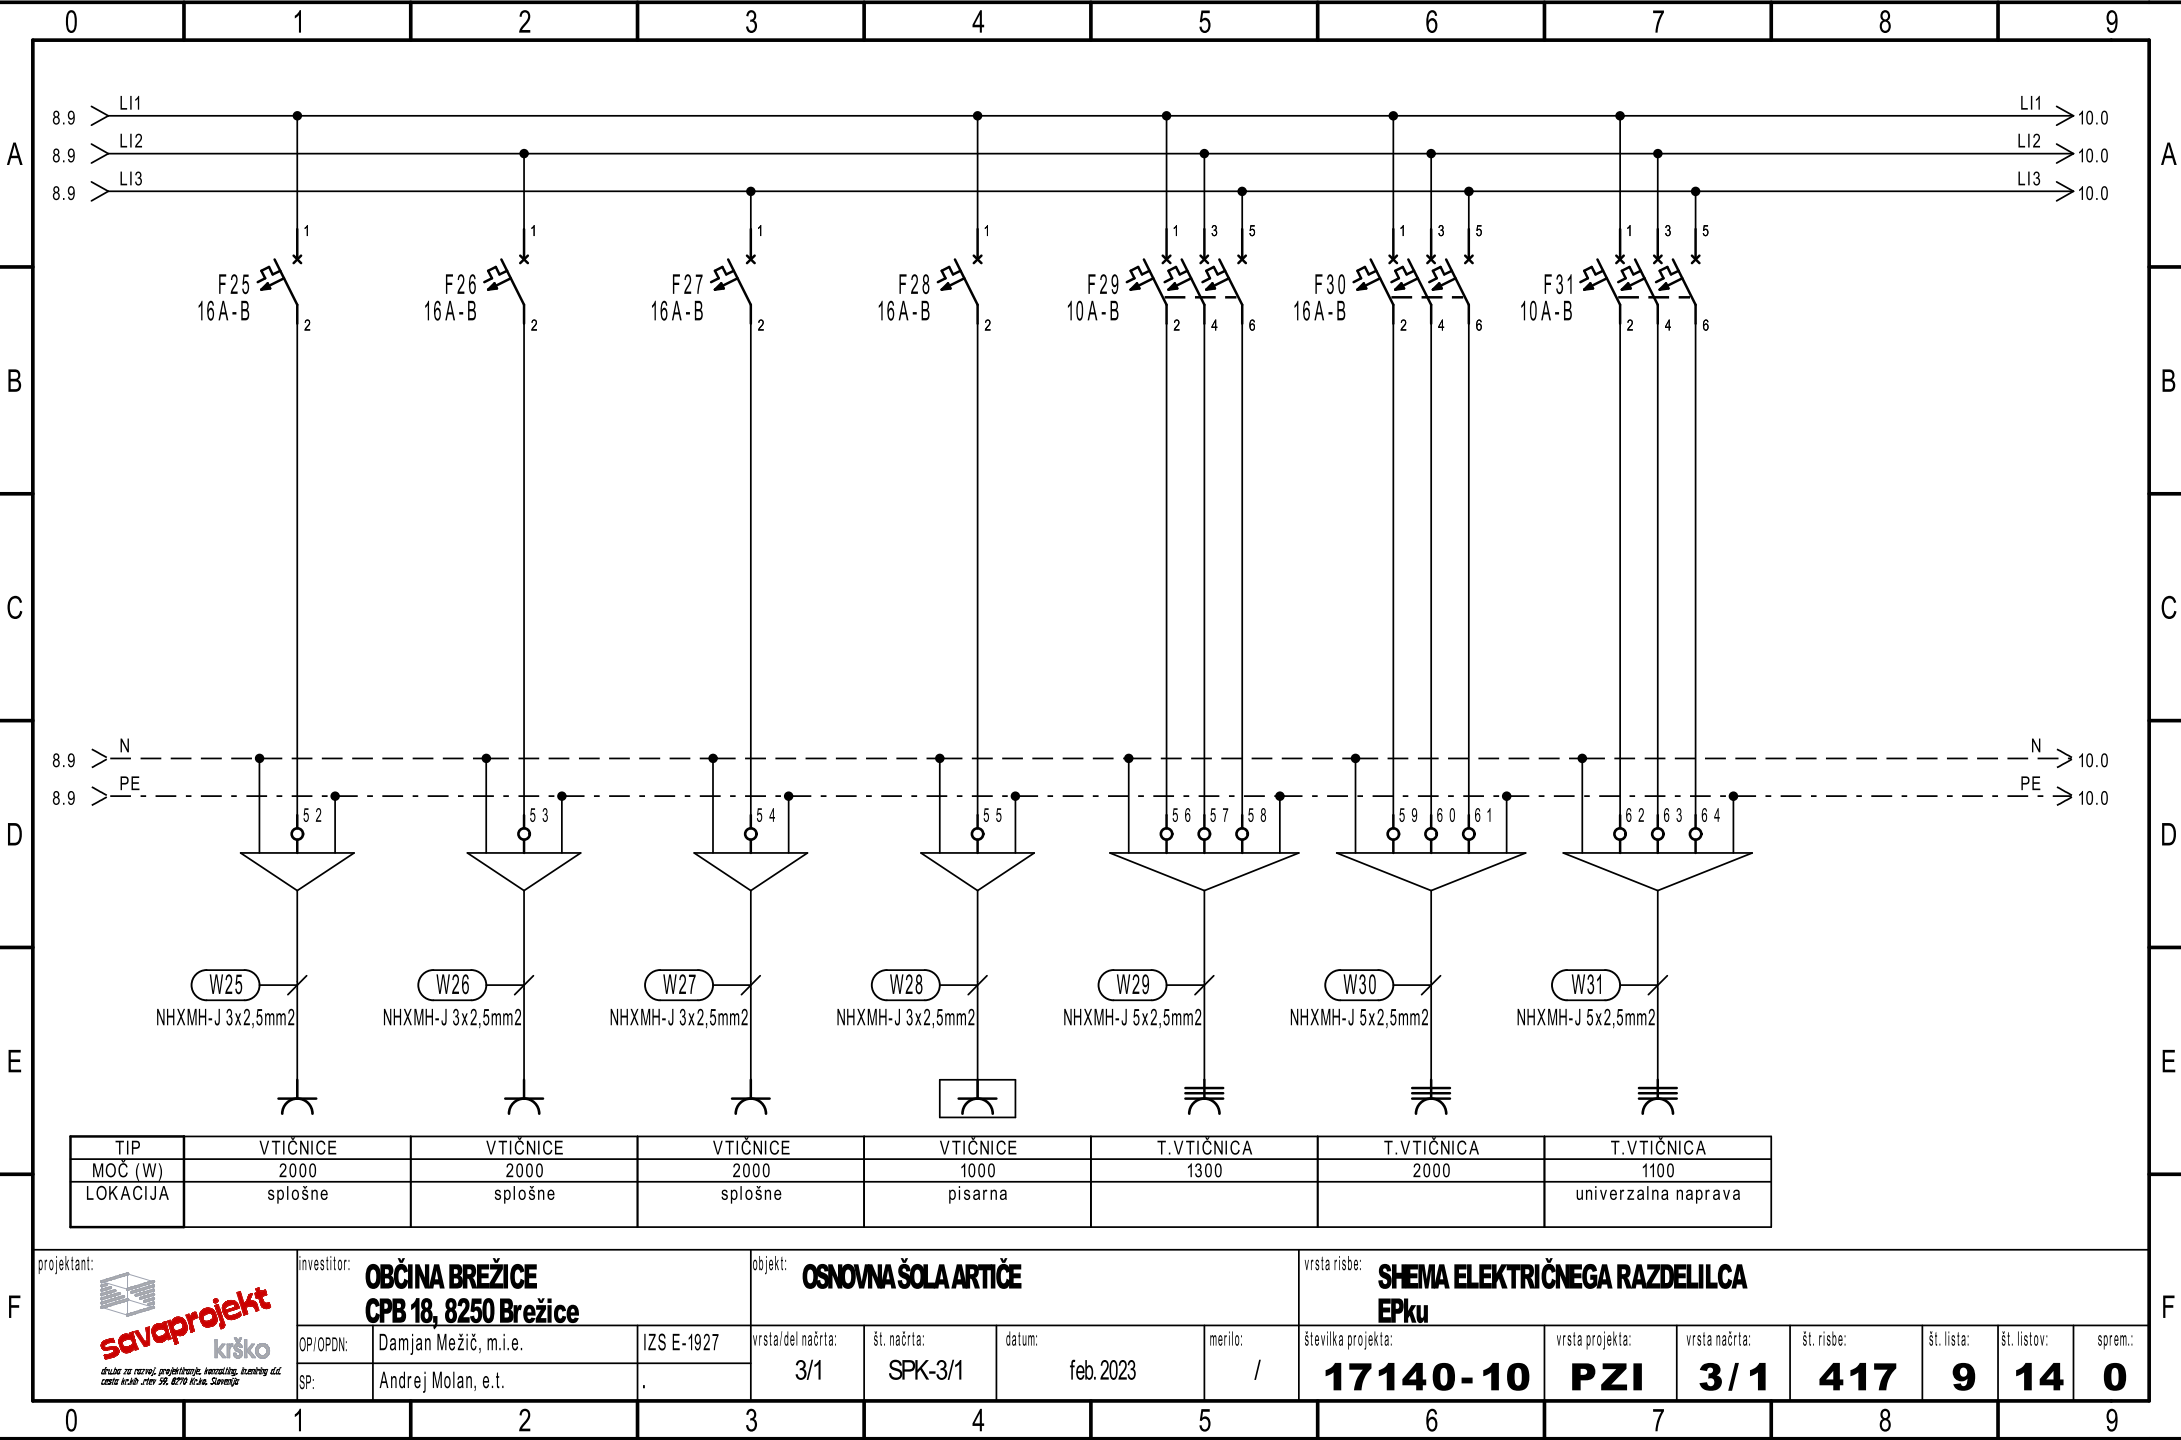 0 1 2 3 4 5 6 7 8 9
8.9 LI1 LI1 10.0
A 8.9 LI2 LI2 10.0 A
8.9 LI3 LI3 10.0
1 1 1 1 1 3 5 1 3 5 1 3 5
F25 F26 F27 F28 F29 F30 F31
16A-B 16A-B 16A-B 16A-B 10A-B 16A-B 10A-B
2 2 2 2 2 4 6 2 4 6 2 4 6
B B
C C
8.9 N N 10.0
8.9 PE PE 10.0
52 53 54 55 56 57 58 59 60 61 62 63 64
D D
W25 W26 W27 W28 W29 W30 W31
NHXMH-J 3x2,5mm2 NHXMH-J 3x2,5mm2 NHXMH-J 3x2,5mm2 NHXMH-J 3x2,5mm2 NHXMH-J 5x2,5mm2 NHXMH-J 5x2,5mm2 NHXMH-J 5x2,5mm2
E E
TIP VTIČNICE VTIČNICE VTIČNICE VTIČNICE T.VTIČNICA T.VTIČNICA T.VTIČNICA
MOČ (W) 2000 2000 2000 1000 1300 2000 1100
LOKACIJA splošne splošne splošne pisarna univerzalna naprava
projektant: investitor: OBČINA BREŽICE objekt: OSNOVNA ŠOLA ARTIČE vrsta risbe: SHEMA ELEKTRIČNEGA RAZDELILCA
CPB 18, 8250 Brežice EPku
F F
savaprojekt
krško
OP/OPDN: Damjan Mežič, m.i.e. IZS E-1927 vrsta/del načrta: št. načrta: datum: merilo: številka projekta: vrsta projekta: vrsta načrta: št. risbe: št. lista: št. listov: sprem.:
3/1 SPK-3/1 feb. 2023 / 17140-10 PZI 3/1 417 9 14 0
SP: Andrej Molan, e.t. .
0 1 2 3 4 5 6 7 8 9